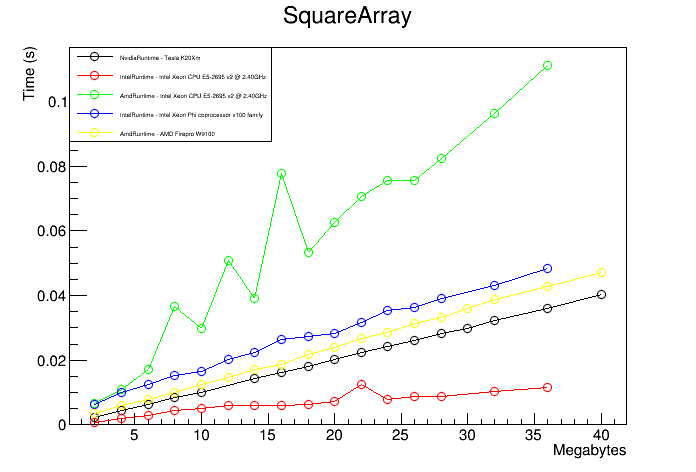 SquareArray
Time (s)
NvidiaRuntime - Tesla K20Xm
IntelRuntime - Intel Xeon CPU E5-2695 v2 @ 2.40GHz
AmdRuntime - Intel Xeon CPU E5-2695 v2 @ 2.40GHz
IntelRuntime - Intel Xeon Phi coprocessor x100 family
AmdRuntime - AMD Firepro W9100
0.1
0.08
0.06
0.04
0.02
0
5 10 15 20 25 30 35 40
Megabytes